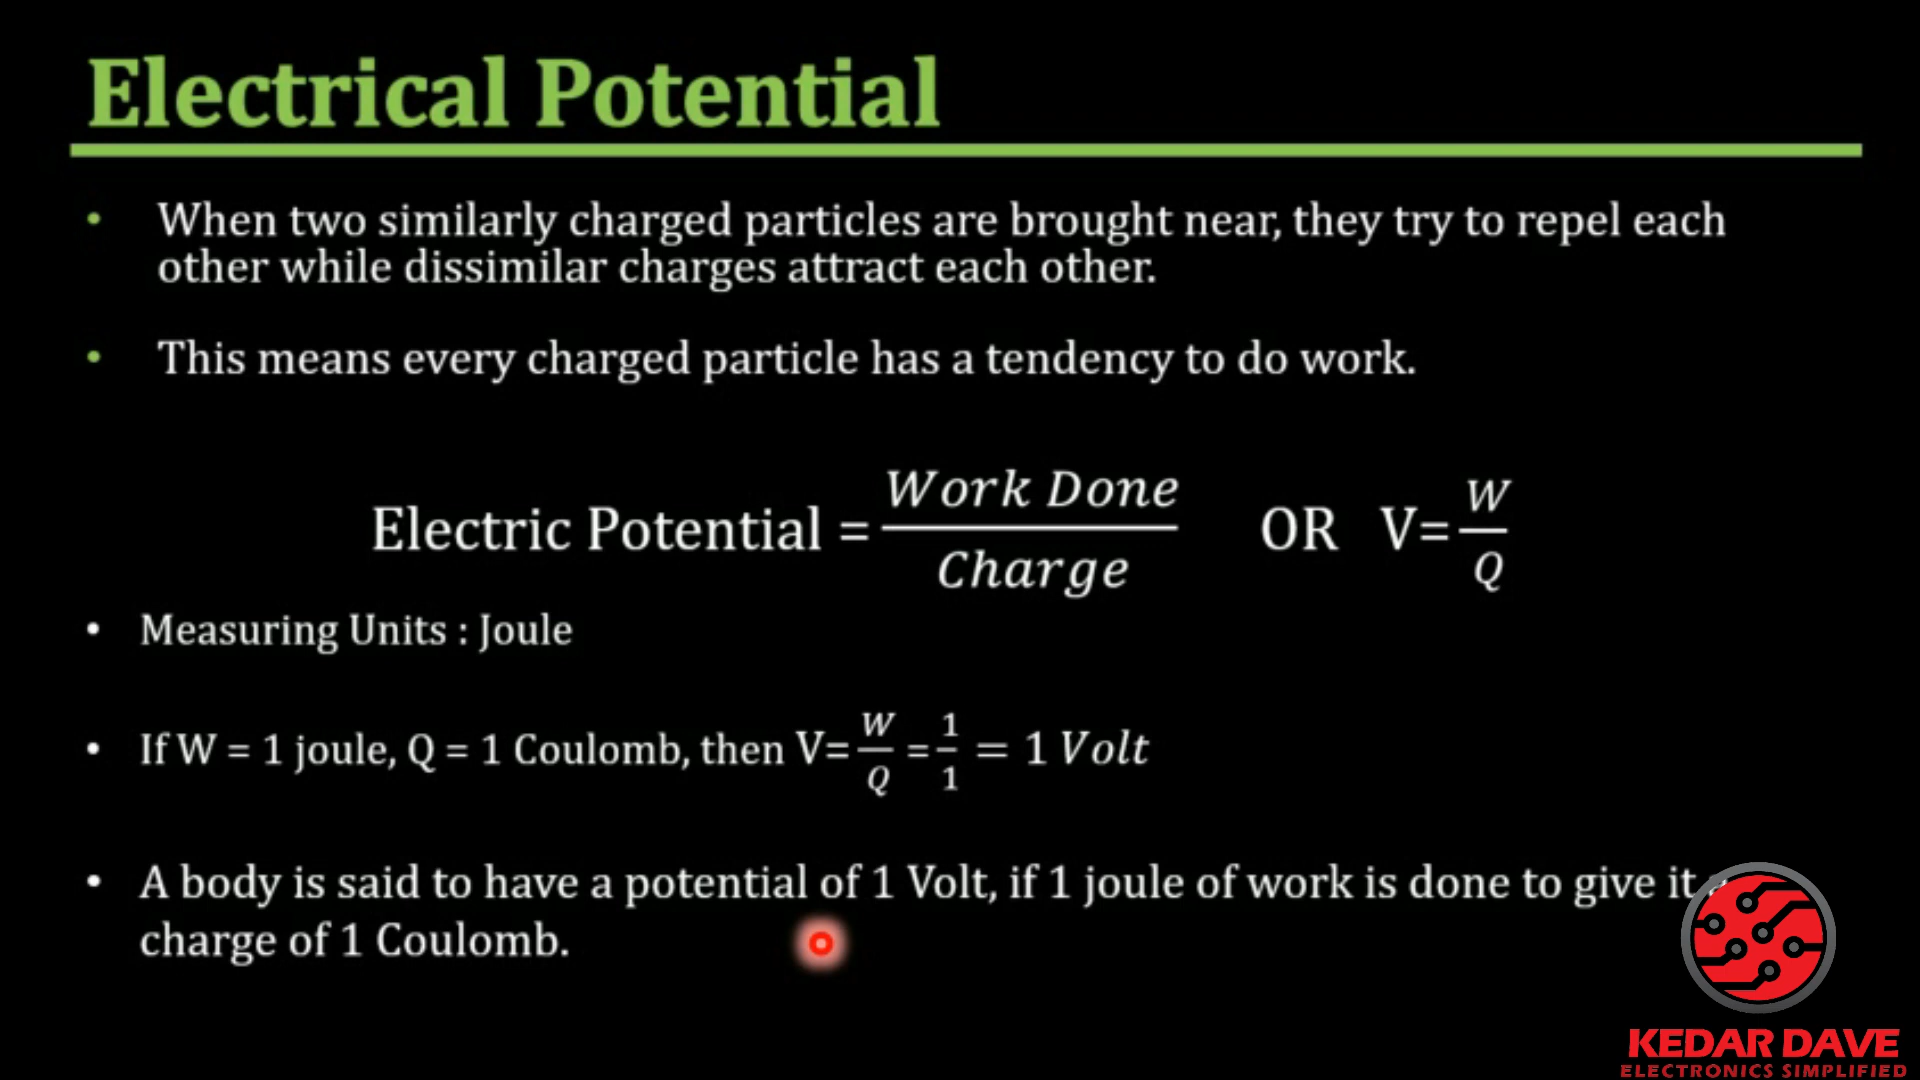 Electrical Potential
• When two similarly charged particles are brought near, they try to repel each
other while dissimilar charges attract each other.
• This means every charged particle has a tendency to do work.
Electric Potential = Work Done / Charge OR V= W / Q
• Measuring Units : Joule
• If W = 1 joule, Q = 1 Coulomb, then V= W / Q = 1 / 1 = 1 Volt
• A body is said to have a potential of 1 Volt, if 1 joule of work is done to give it a
charge of 1 Coulomb.
KEDAR DAVE
ELECTRONICS SIMPLIFIED